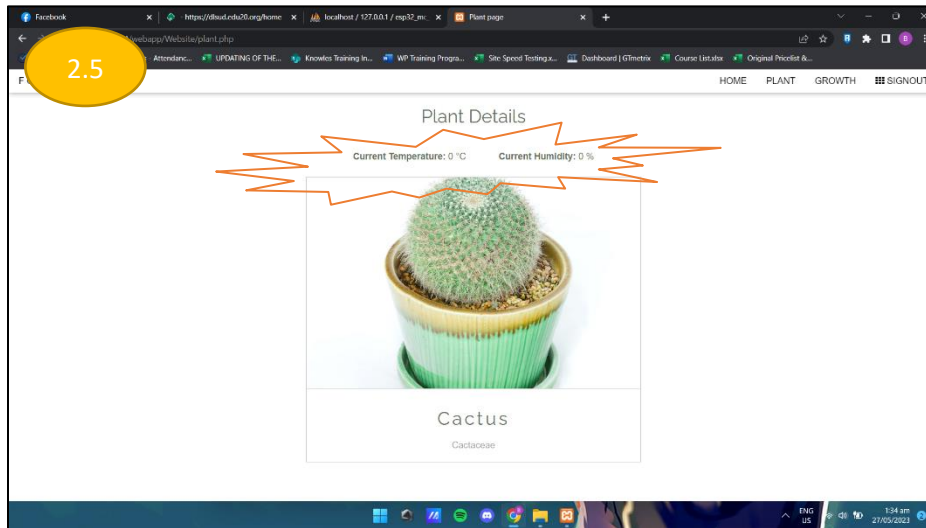 Facebook
https://dlsud.edu20.org/home
localhost / 127.0.0.1 / esp32_mc
Plant page
/webapp/Website/plant.php
Attendanc...
UPDATING OF THE...
Knowles Training In...
WP Training Progra...
Site Speed Testing.x...
Dashboard | GTmetrix
Course List.xlsx
Original Pricelist &...
2.5
F
HOME
PLANT
GROWTH
SIGNOUT
Plant Details
Current Temperature: 0 °C
Current Humidity: 0 %
Cactus
Cactaceae
ENG
US
1:34 am
27/05/2023